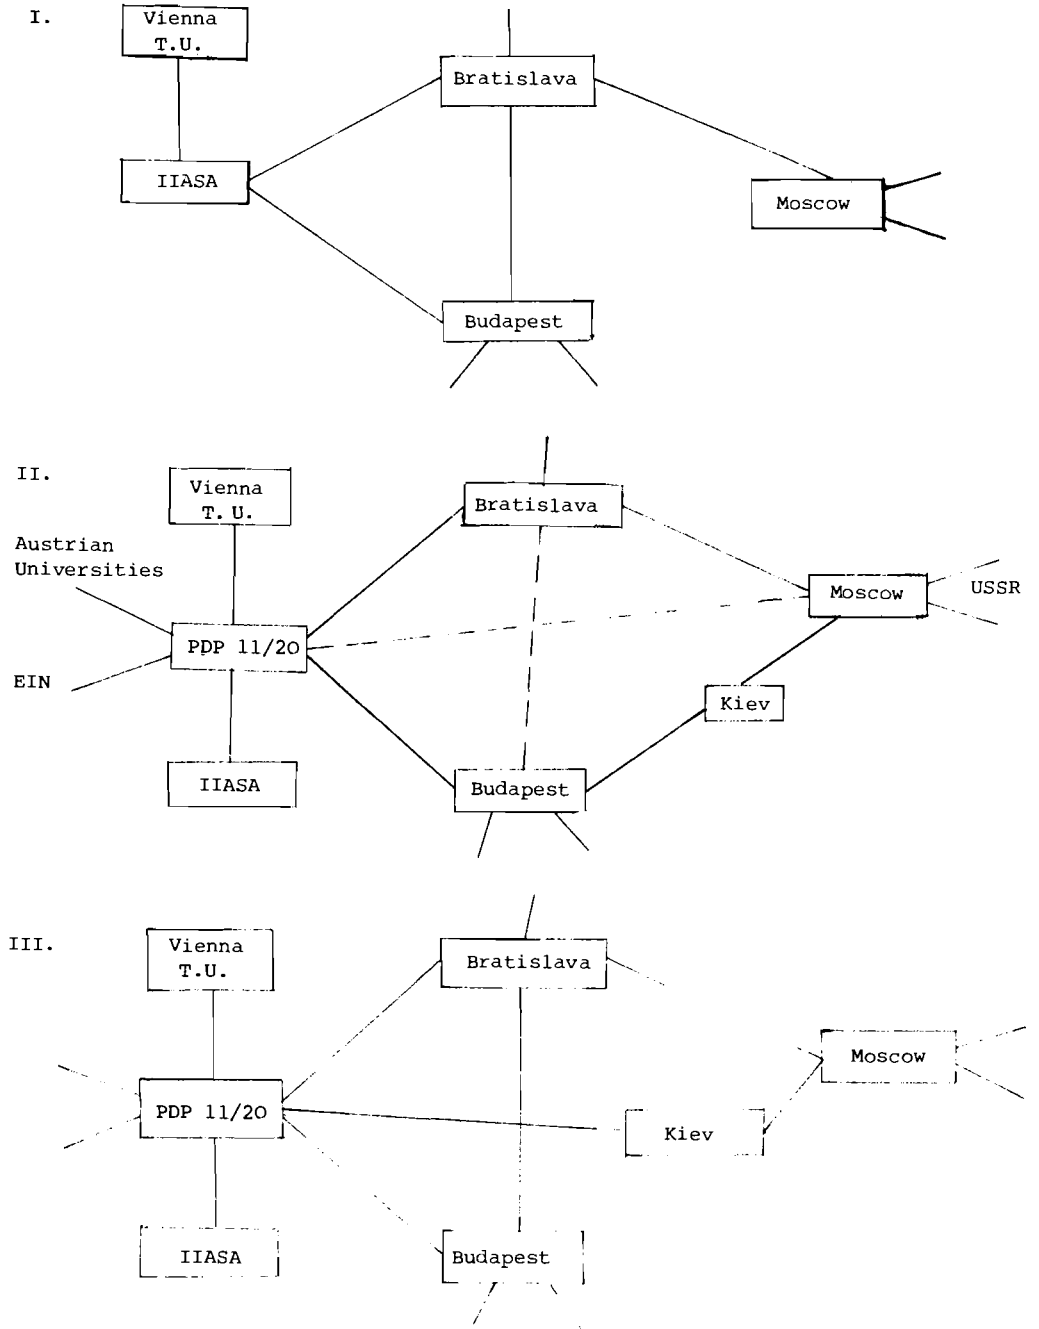 I.
Vienna
T.U.
Bratislava
IIASA
Moscow
Budapest
II.
Vienna
T.U.
Bratislava
Austrian
Universities
Moscow
USSR
PDP 11/20
EIN
Kiev
IIASA
Budapest
III.
Vienna
T.U.
Bratislava
Moscow
PDP 11/20
Kiev
IIASA
Budapest